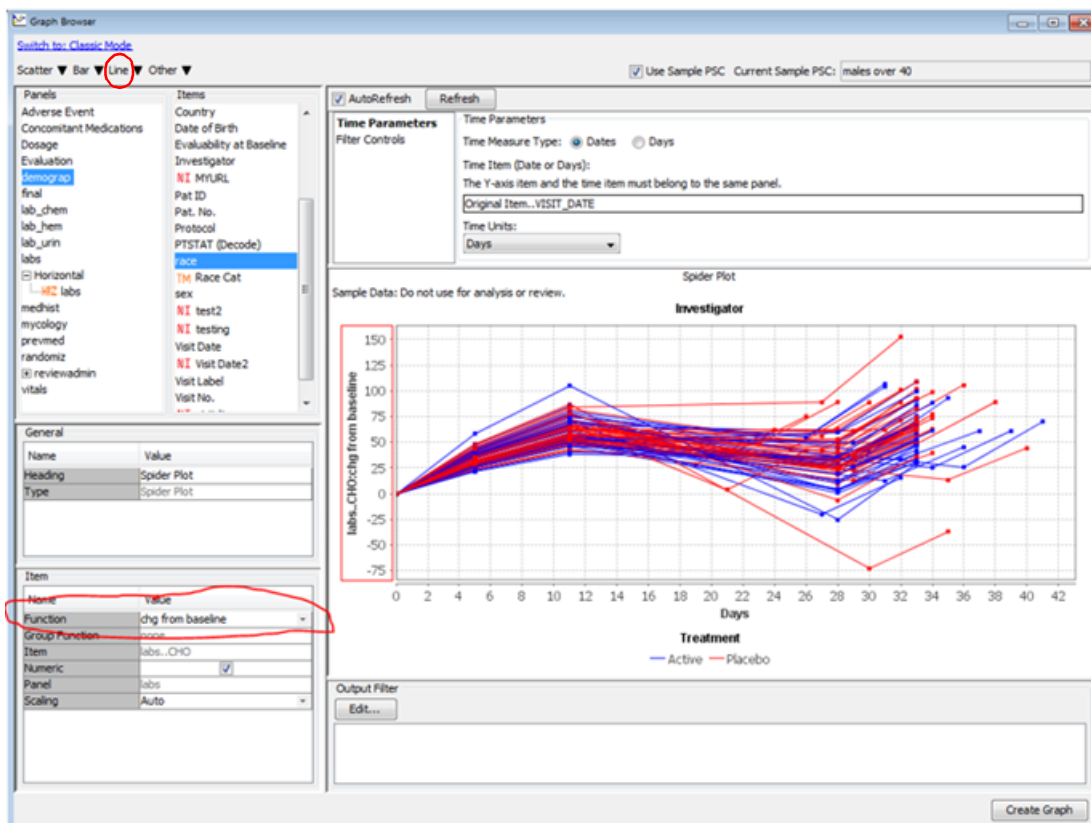 Graph Browser
Switch to: Classic Mode
Scatter ▼ Bar ▼ Line ▼ Other ▼
Use Sample PSC Current Sample PSC: males over 40
Panels
Adverse Event
Concomitant Medications
Dosage
Evaluation
demograp
final
lab_chem
lab_hem
lab_urin
labs
Horizontal
HZ labs
medhist
mycology
prevmed
randomiz
reviewadmin
vitals
Items
Country
Date of Birth
Evaluability at Baseline
Investigator
NI MYURL
Pat ID
Pat. No.
Protocol
PTSTAT (Decode)
race
TM Race Cat
sex
NI test2
NI testing
Visit Date
NI Visit Date2
Visit Label
Visit No.
AutoRefresh Refresh
Time Parameters
Filter Controls
Time Parameters
Time Measure Type: Dates Days
Time Item (Date or Days):
The Y-axis item and the time item must belong to the same panel.
Original Item..VISIT_DATE
Time Units:
Days
General
Name Value
Heading Spider Plot
Type Spider Plot
Item
Name Value
Function chg from baseline
Group Function none
Item labs..CHO
Numeric
Panel labs
Scaling Auto
Spider Plot
Sample Data: Do not use for analysis or review.
Investigator
labs..CHO:chg from baseline
150
125
100
75
50
25
0
-25
-50
-75
0 2 4 6 8 10 12 14 16 18 20 22 24 26 28 30 32 34 36 38 40 42
Days
Treatment
Active Placebo
Output Filter
Edit...
Create Graph